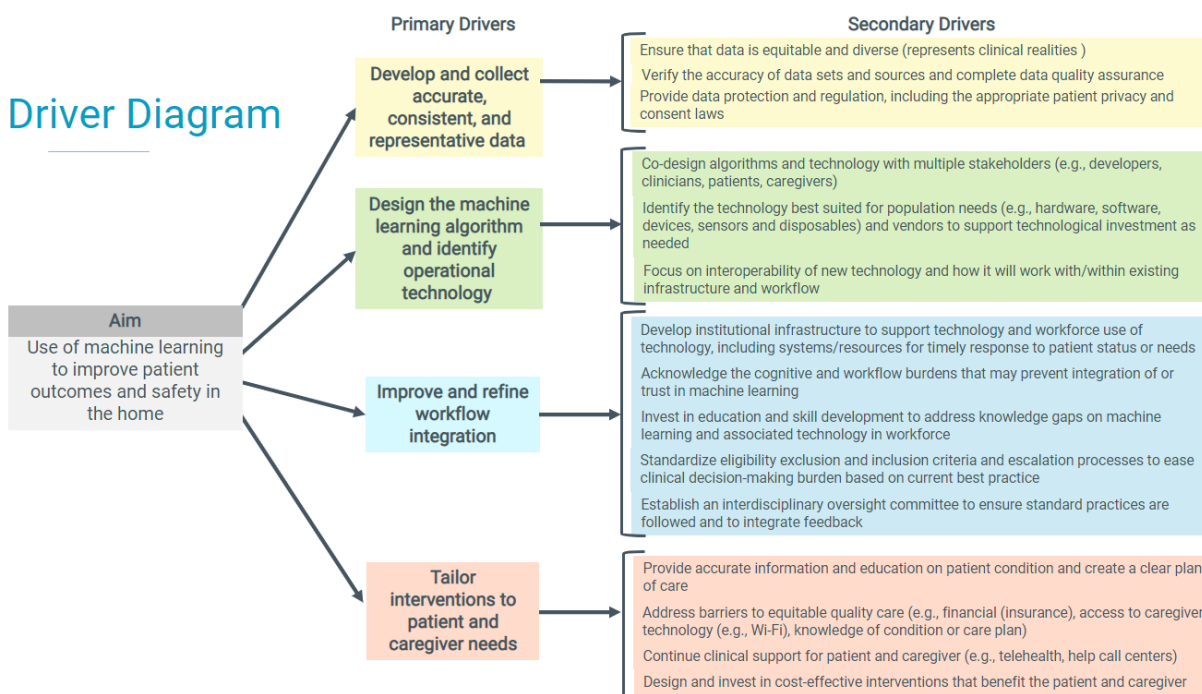 Driver Diagram
Primary Drivers
Secondary Drivers
Aim
Use of machine learning
to improve patient
outcomes and safety in
the home
Develop and collect
accurate,
consistent, and
representative data
Ensure that data is equitable and diverse (represents clinical realities )
Verify the accuracy of data sets and sources and complete data quality assurance
Provide data protection and regulation, including the appropriate patient privacy and
consent laws
Design the machine
learning algorithm
and identify
operational
technology
Co-design algorithms and technology with multiple stakeholders (e.g., developers,
clinicians, patients, caregivers)
Identify the technology best suited for population needs (e.g., hardware, software,
devices, sensors and disposables) and vendors to support technological investment as
needed
Focus on interoperability of new technology and how it will work with/within existing
infrastructure and workflow
Improve and refine
workflow
integration
Develop institutional infrastructure to support technology and workforce use of
technology, including systems/resources for timely response to patient status or needs
Acknowledge the cognitive and workflow burdens that may prevent integration of or
trust in machine learning
Invest in education and skill development to address knowledge gaps on machine
learning and associated technology in workforce
Standardize eligibility exclusion and inclusion criteria and escalation processes to ease
clinical decision-making burden based on current best practice
Establish an interdisciplinary oversight committee to ensure standard practices are
followed and to integrate feedback
Tailor
interventions to
patient and
caregiver needs
Provide accurate information and education on patient condition and create a clear plan
of care
Address barriers to equitable quality care (e.g., financial (insurance), access to caregiver
technology (e.g., Wi-Fi), knowledge of condition or care plan)
Continue clinical support for patient and caregiver (e.g., telehealth, help call centers)
Design and invest in cost-effective interventions that benefit the patient and caregiver